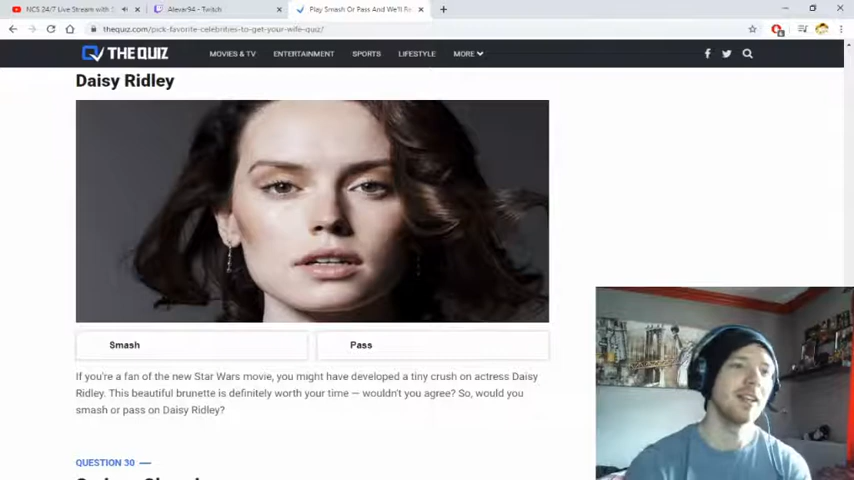 NCS 24/7 Live Stream with
Alevar94 - Twitch
Play Smash Or Pass And We'll
thequiz.com/pick-favorite-celebrities-to-get-your-wife-quiz/
THEQUIZ
MOVIES & TV
ENTERTAINMENT
SPORTS
LIFESTYLE
MORE
Daisy Ridley
Smash
Pass
If you're a fan of the new Star Wars movie, you might have developed a tiny crush on actress Daisy
Ridley. This beautiful brunette is definitely worth your time — wouldn't you agree? So, would you
smash or pass on Daisy Ridley?
QUESTION 30 —